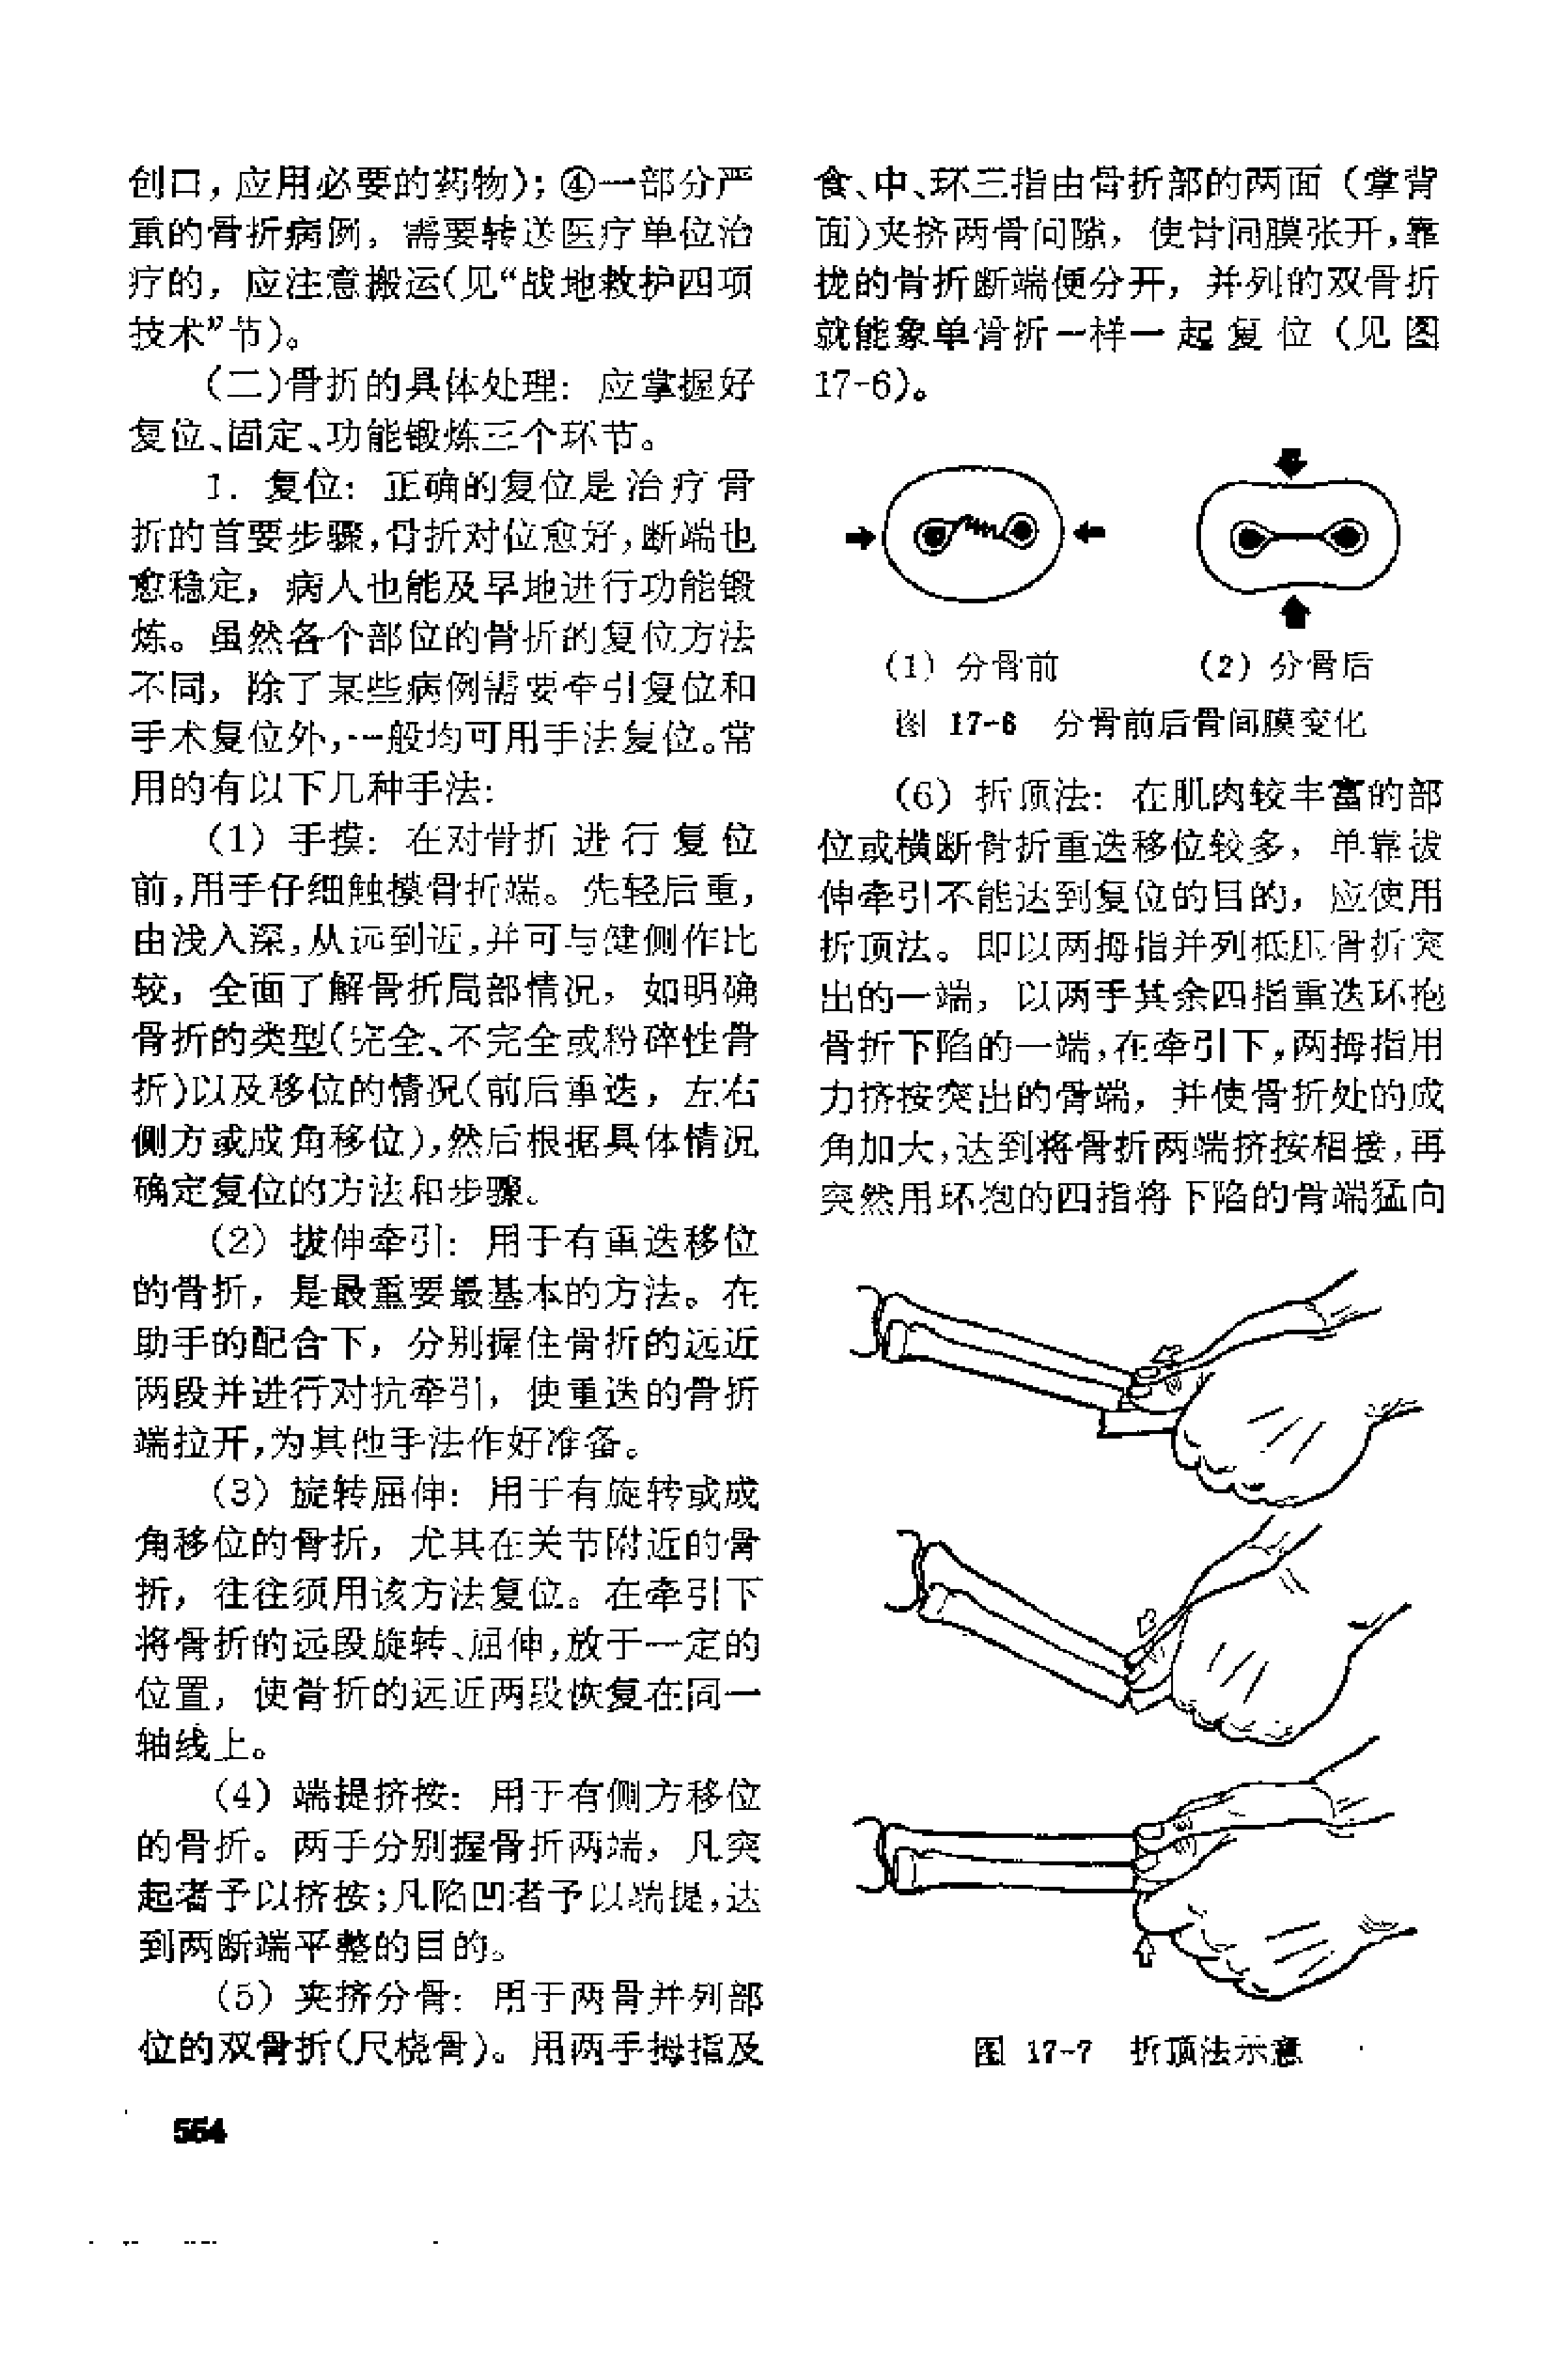 创口，应用必要的药物)；④一部分严
重的骨折病例，需要转送医疗单位治
疗的，应注意搬运(见“战地救护四项
技术”节)。
(二)骨折的具体处理：应掌握好
复位、固定、功能锻炼三个环节。
1. 复位：正确的复位是治疗骨
折的首要步骤，骨折对位愈好，断端也
愈稳定，病人也能及早地进行功能锻
炼。虽然各个部位的骨折的复位方法
不同，除了某些病例需要牵引复位和
手术复位外，一般均可用手法复位。常
用的有以下几种手法：
(1) 手摸：在对骨折进行复位
前，用手仔细触摸骨折端。先轻后重，
由浅入深，从远到近，并可与健侧作比
较，全面了解骨折局部情况，如明确
骨折的类型(完全、不完全或粉碎性骨
折)以及移位的情况(前后重迭，左右
侧方或成角移位)，然后根据具体情况
确定复位的方法和步骤。
(2) 拔伸牵引：用于有重迭移位
的骨折，是最重要最基本的方法。在
助手的配合下，分别握住骨折的远近
两段并进行对抗牵引，使重迭的骨折
端拉开，为其他手法作好准备。
(3) 旋转屈伸：用于有旋转或成
角移位的骨折，尤其在关节附近的骨
折，往往须用该方法复位。在牵引下
将骨折的远段旋转、屈伸，放于一定的
位置，使骨折的远近两段恢复在同一
轴线上。
(4) 端提挤按：用于有侧方移位
的骨折。两手分别握骨折两端，凡突
起者予以挤按；凡陷凹者予以端提，达
到两断端平整的目的。
(5) 夹挤分骨：用于两骨并列部
位的双骨折(尺桡骨)。用两手拇指及
554
食、中、环三指由骨折部的两面（掌背
面)夹挤两骨间隙，使骨间膜张开，靠
拢的骨折断端便分开，并列的双骨折
就能象单骨折一样一起复位（见图
17-6)。
(1) 分骨前 (2) 分骨后
图 17-6 分骨前后骨间膜变化
(6) 折顶法：在肌肉较丰富的部
位或横断骨折重迭移位较多，单靠拔
伸牵引不能达到复位的目的，应使用
折顶法。即以两拇指并列抵压骨折突
出的一端，以两手其余四指重迭环抱
骨折下陷的一端，在牵引下，两拇指用
力挤按突出的骨端，并使骨折处的成
角加大，达到将骨折两端挤按相接，再
突然用环抱的四指将下陷的骨端猛向
图 17-7 折顶法示意